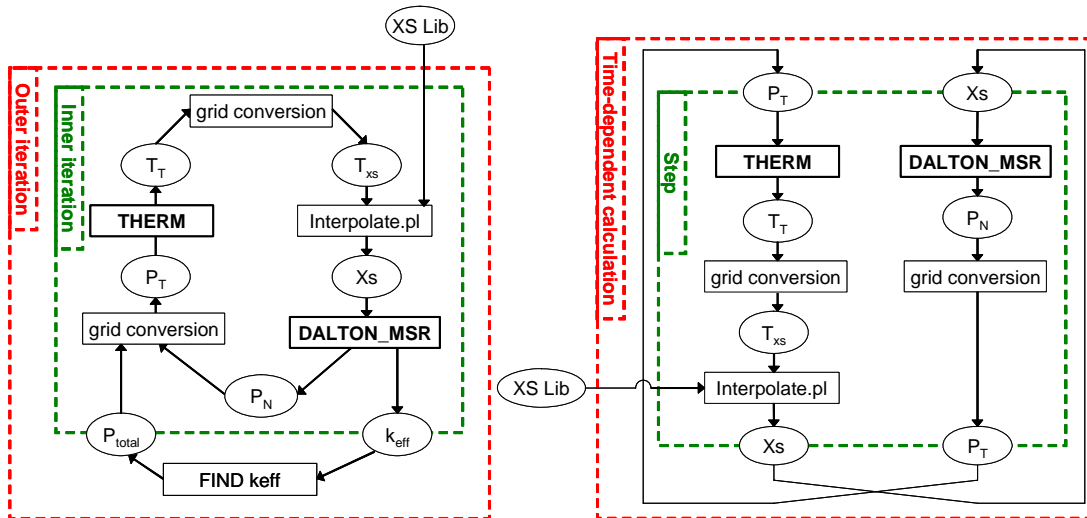 XS Lib
Outer iteration
Inner iteration
grid conversion
T_T
T_xs
THERM
Interpolate.pl
P_T
Xs
grid conversion
DALTON_MSR
P_N
P_total
k_eff
FIND keff
Time-dependent calculation
Step
P_T
Xs
THERM
DALTON_MSR
T_T
P_N
grid conversion
grid conversion
T_xs
XS Lib
Interpolate.pl
Xs
P_T